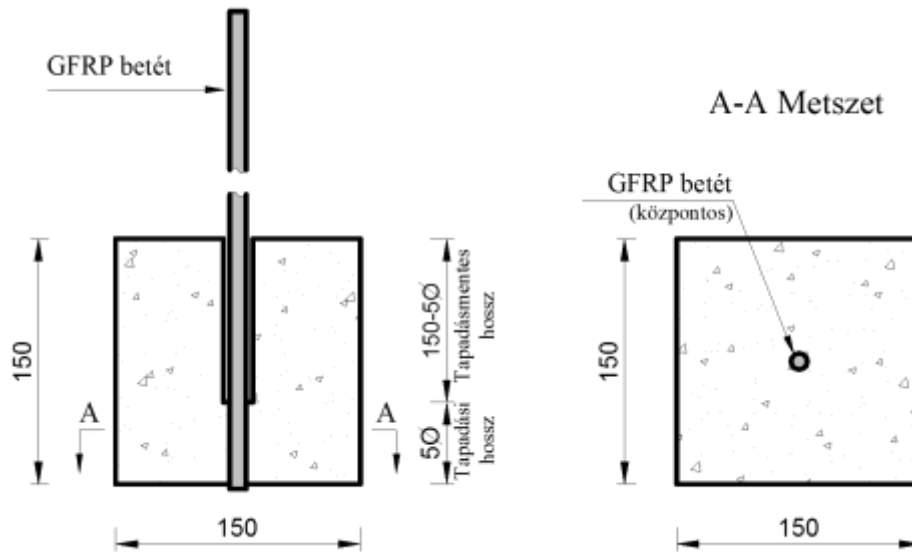 GFRP betét
A-A Metszet
GFRP betét
(központos)
150
150-5Ø
Tapadásmentes
hossz
5Ø
Tapadási
hossz
A
A
150
150
150